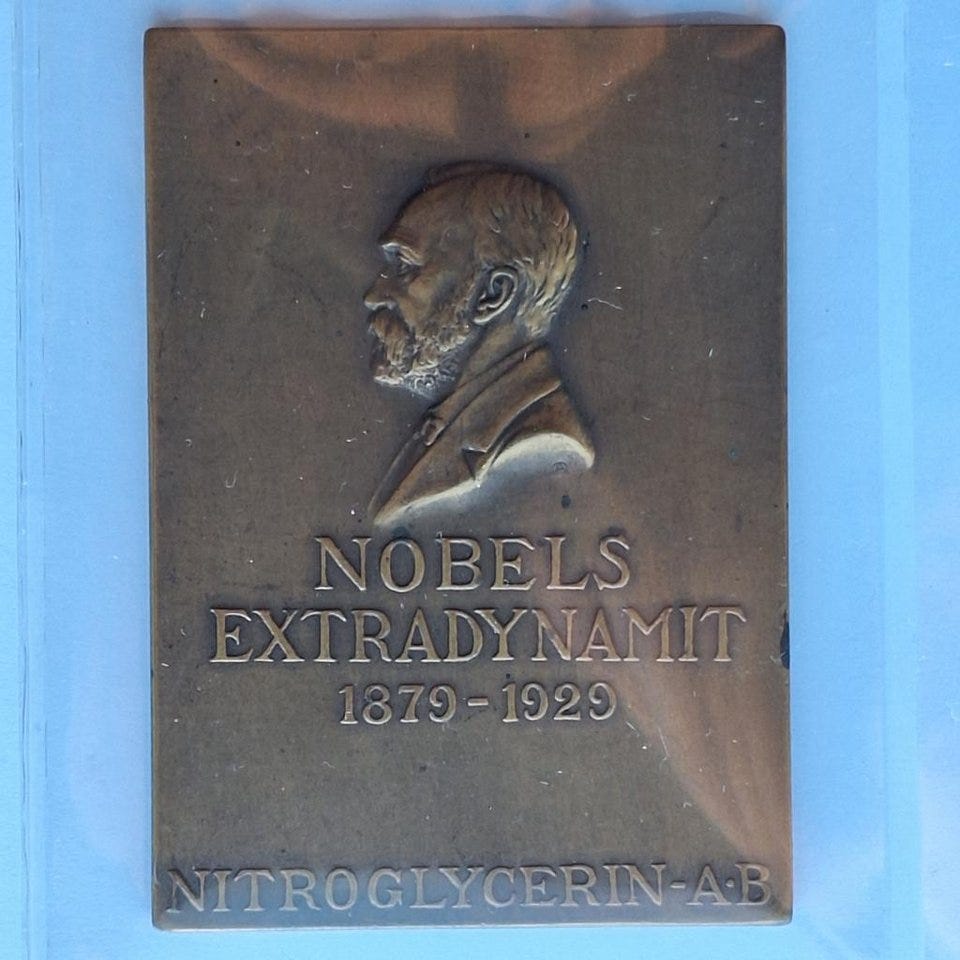 NOBELS
EXTRADYNAMIT
1879-1929
NITROGLYCERIN-A·B